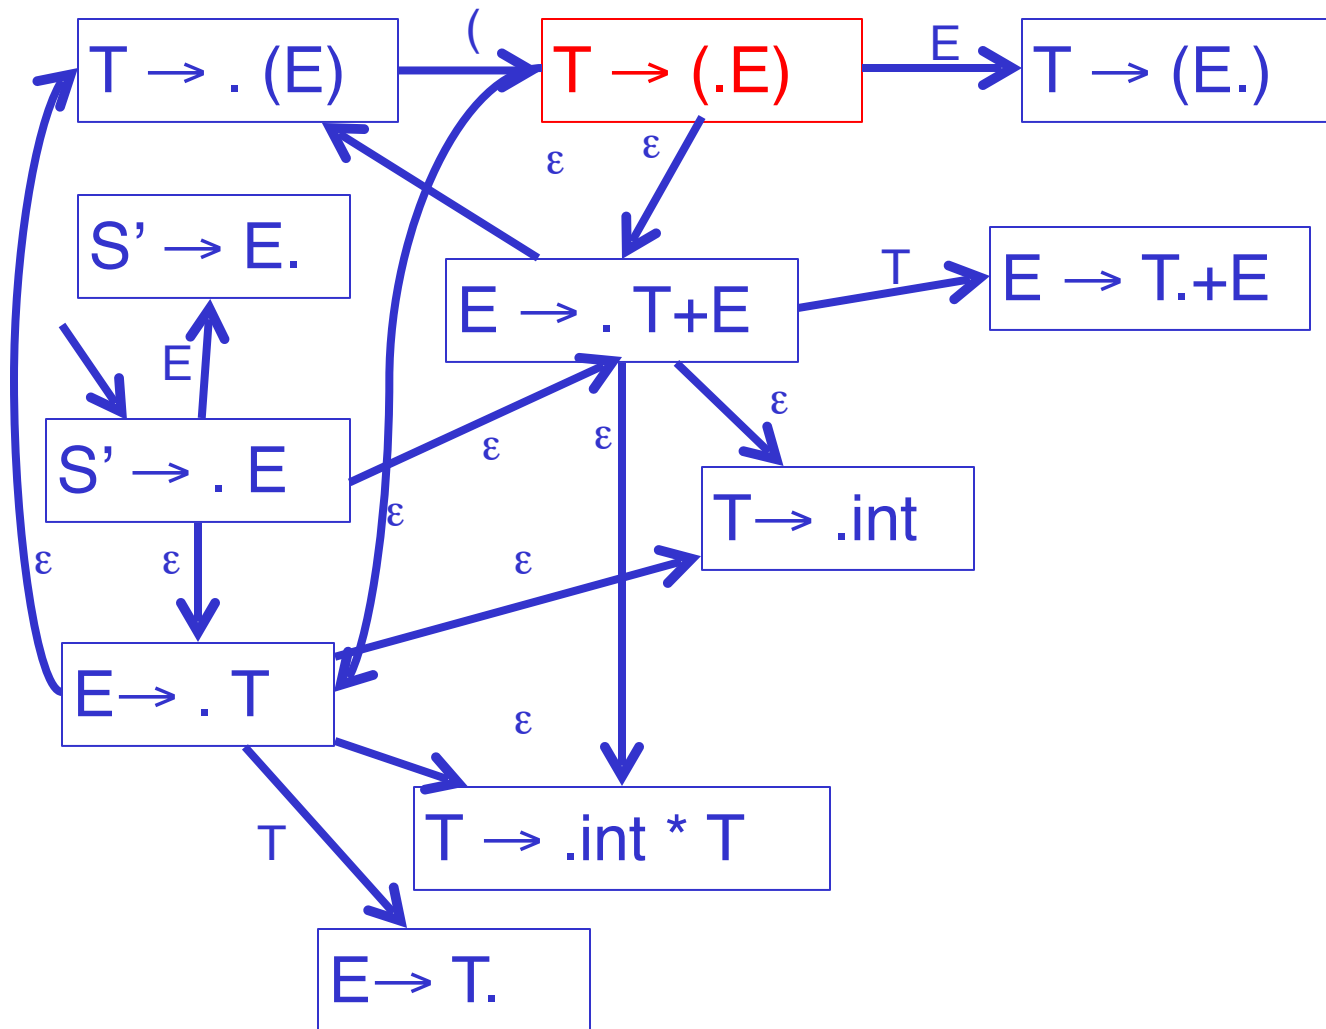 T → . (E)
(
T → (.E)
E
T → (E.)
ε
ε
S’ → E.
E → . T+E
T
E → T.+E
E
ε
S’ → . E
ε
ε
T→ .int
ε
ε
ε
ε
E→ . T
ε
T → .int * T
T
E→ T.